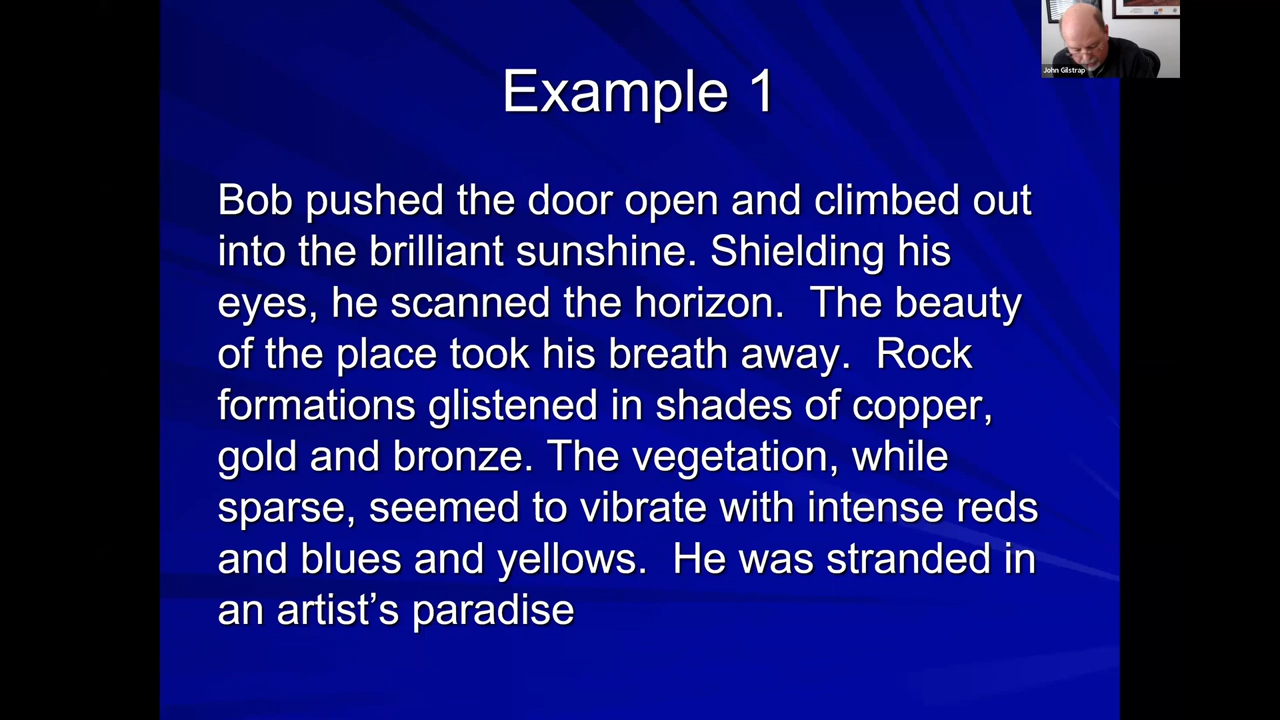 John Gilstrap
Example 1
Bob pushed the door open and climbed out
into the brilliant sunshine. Shielding his
eyes, he scanned the horizon.  The beauty
of the place took his breath away.  Rock
formations glistened in shades of copper,
gold and bronze. The vegetation, while
sparse, seemed to vibrate with intense reds
and blues and yellows.  He was stranded in
an artist’s paradise